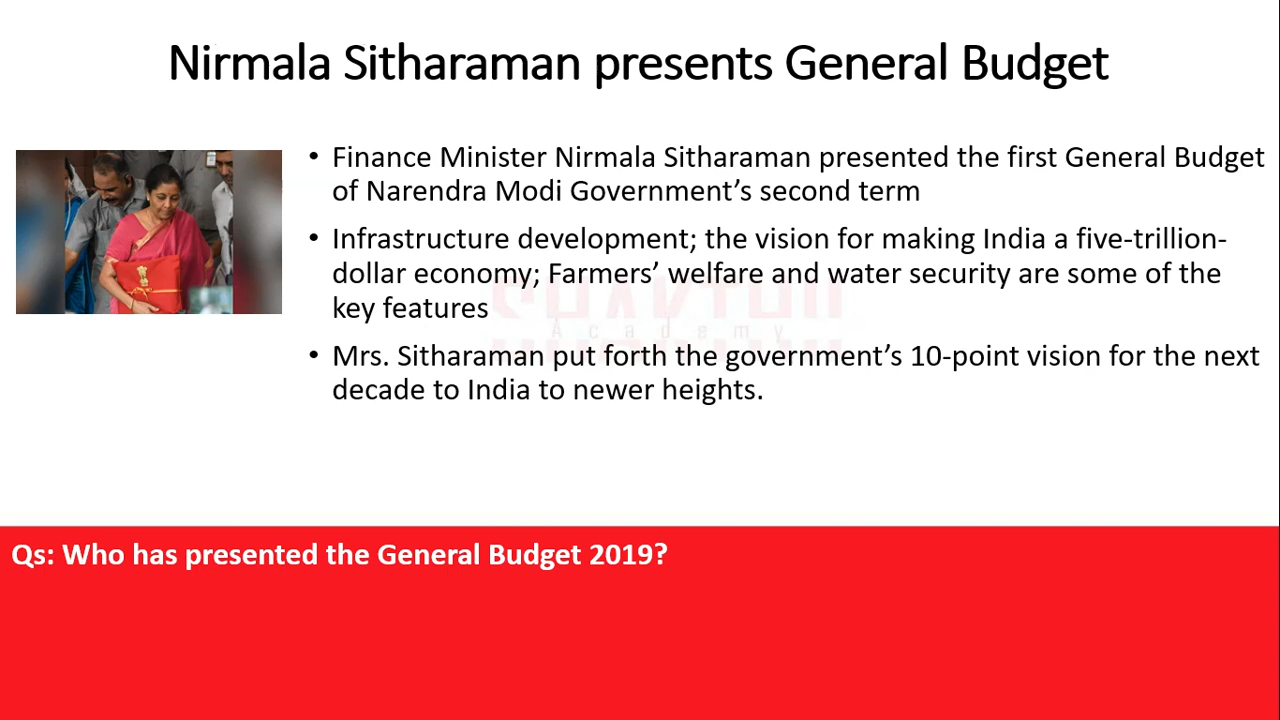 Nirmala Sitharaman presents General Budget
• Finance Minister Nirmala Sitharaman presented the first General Budget
of Narendra Modi Government’s second term
• Infrastructure development; the vision for making India a five-trillion-
dollar economy; Farmers’ welfare and water security are some of the
key features
Academy
• Mrs. Sitharaman put forth the government’s 10-point vision for the next
decade to India to newer heights.
Qs: Who has presented the General Budget 2019?